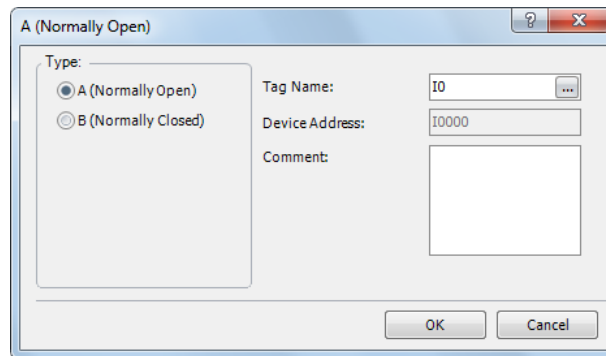 A (Normally Open)
Type:
A (Normally Open)
B (Normally Closed)
Tag Name:
I0
...
Device Address:
I0000
Comment:
OK
Cancel